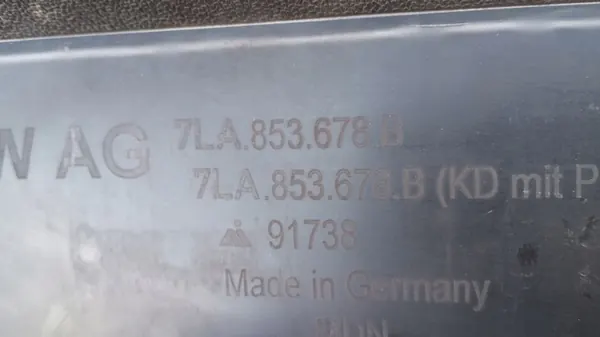 W AG 7LA.853.678.B
7LA.853.678.B (KD mit P
91738
Made in Germany